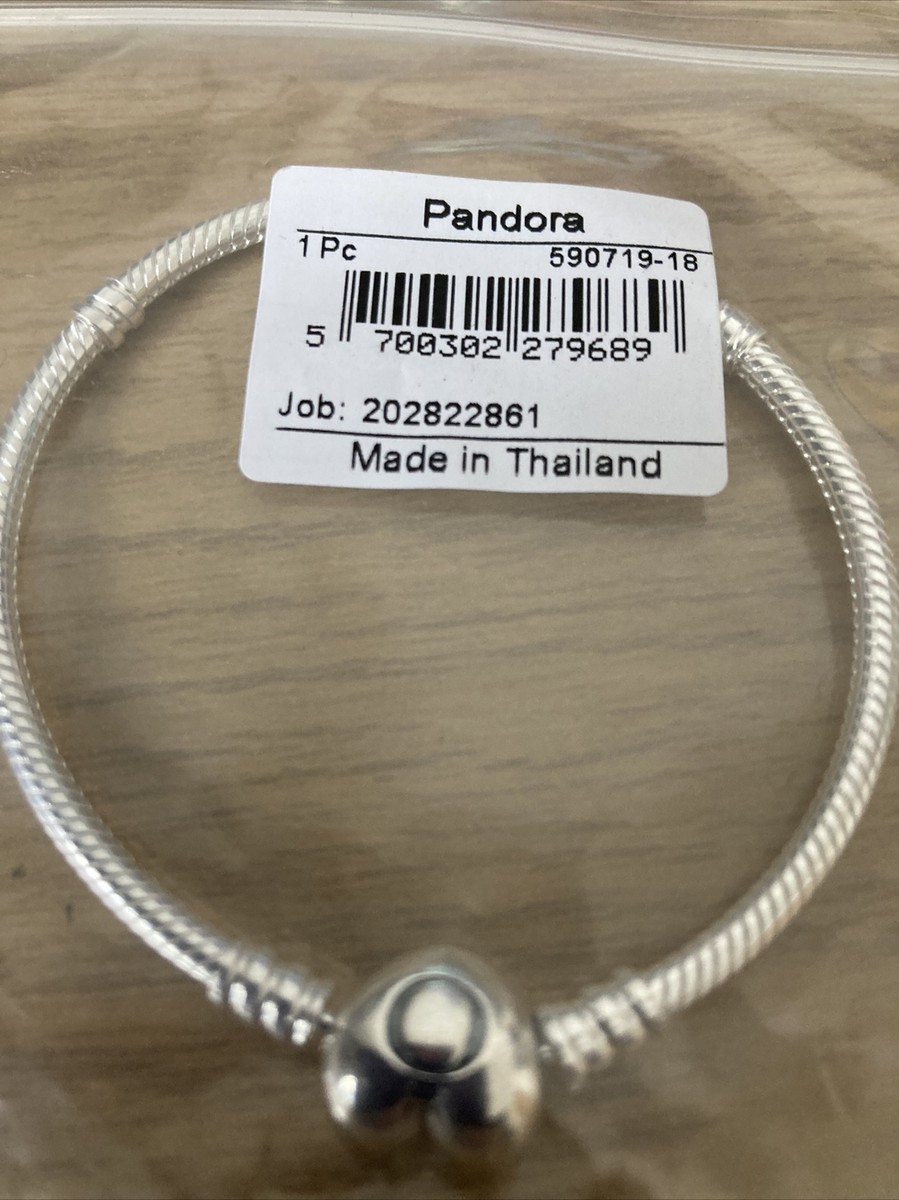 Pandora
1 Pc 590719-18
5 700302 279689
Job: 202822861
Made in Thailand